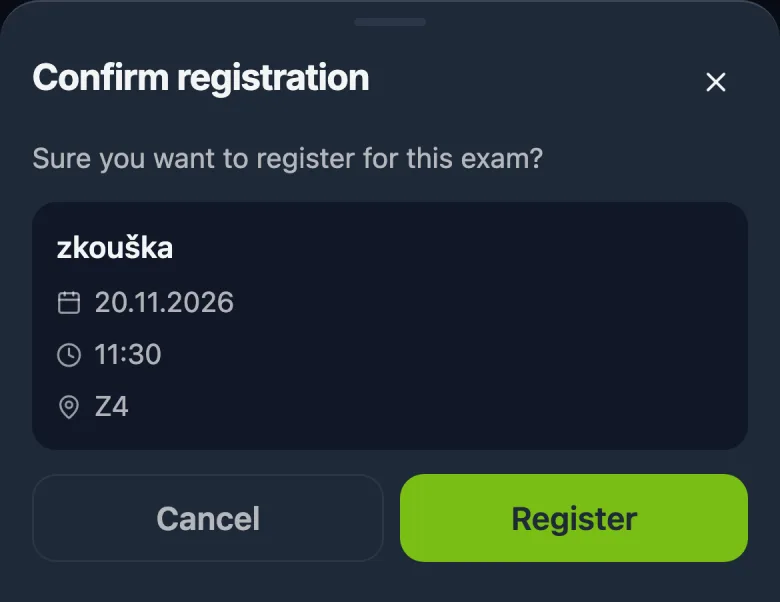 Confirm registration
Sure you want to register for this exam?
zkouška
20.11.2026
11:30
Z4
Cancel
Register